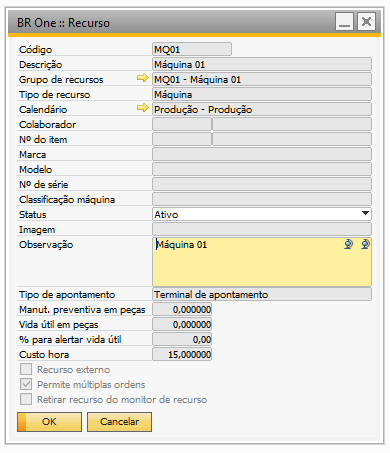 BR One :: Recurso
Código MQ01
Descrição Máquina 01
Grupo de recursos MQ01 - Máquina 01
Tipo de recurso Máquina
Calendário Produção - Produção
Colaborador
Nº do item
Marca
Modelo
Nº de série
Classificação máquina
Status Ativo
Imagem
Observação Máquina 01
Tipo de apontamento Terminal de apontamento
Manut. preventiva em peças 0,000000
Vida útil em peças 0,000000
% para alertar vida útil 0,00
Custo hora 15,000000
Recurso externo
Permite múltiplas ordens
Retirar recurso do monitor de recurso
OK Cancelar